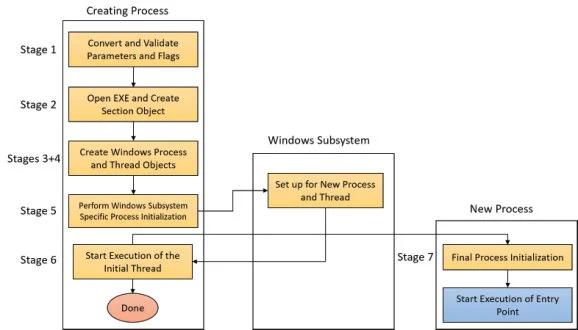 Creating Process
Stage 1
Convert and Validate
Parameters and Flags
Stage 2
Open EXE and Create
Section Object
Stages 3+4
Create Windows Process
and Thread Objects
Stage 5
Perform Windows Subsystem
Specific Process Initialization
Stage 6
Start Execution of the
Initial Thread
Done
Windows Subsystem
Set up for New Process
and Thread
New Process
Stage 7
Final Process Initialization
Start Execution of Entry
Point